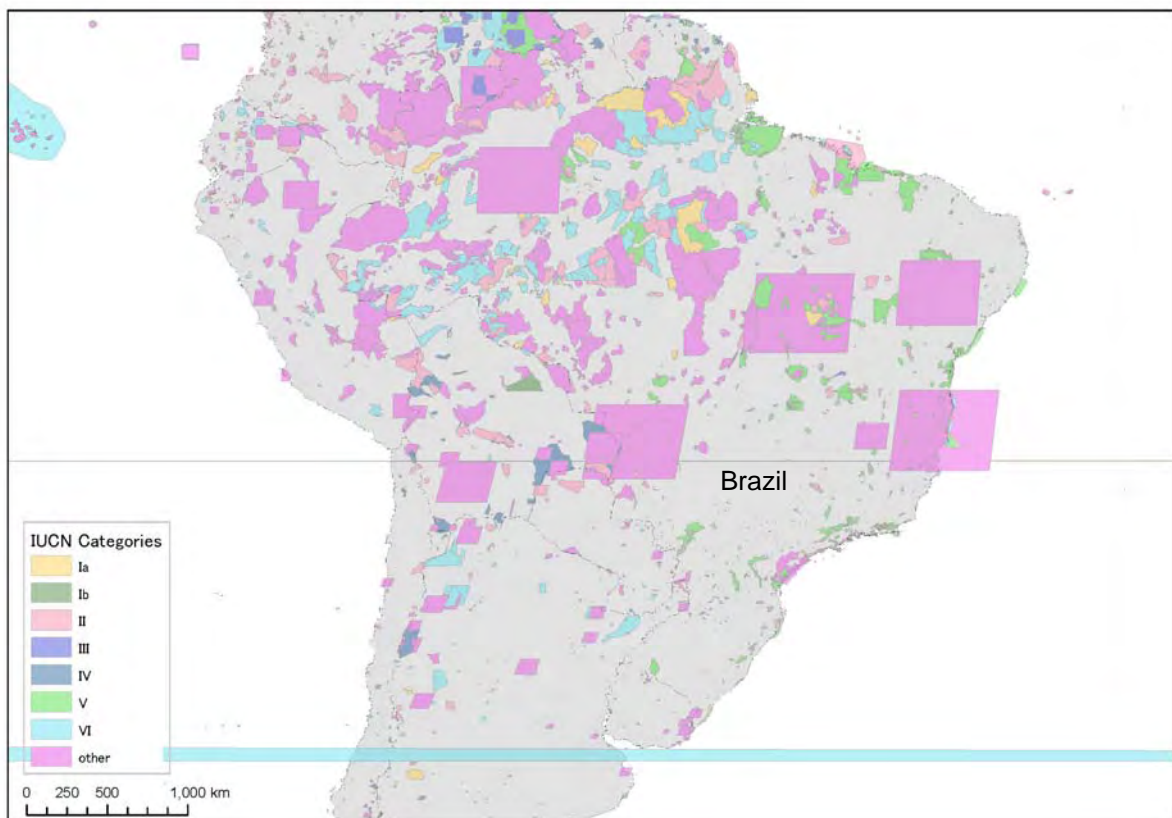 Brazil
IUCN Categories
Ia
Ib
II
III
IV
V
VI
other
0 250 500 1,000 km